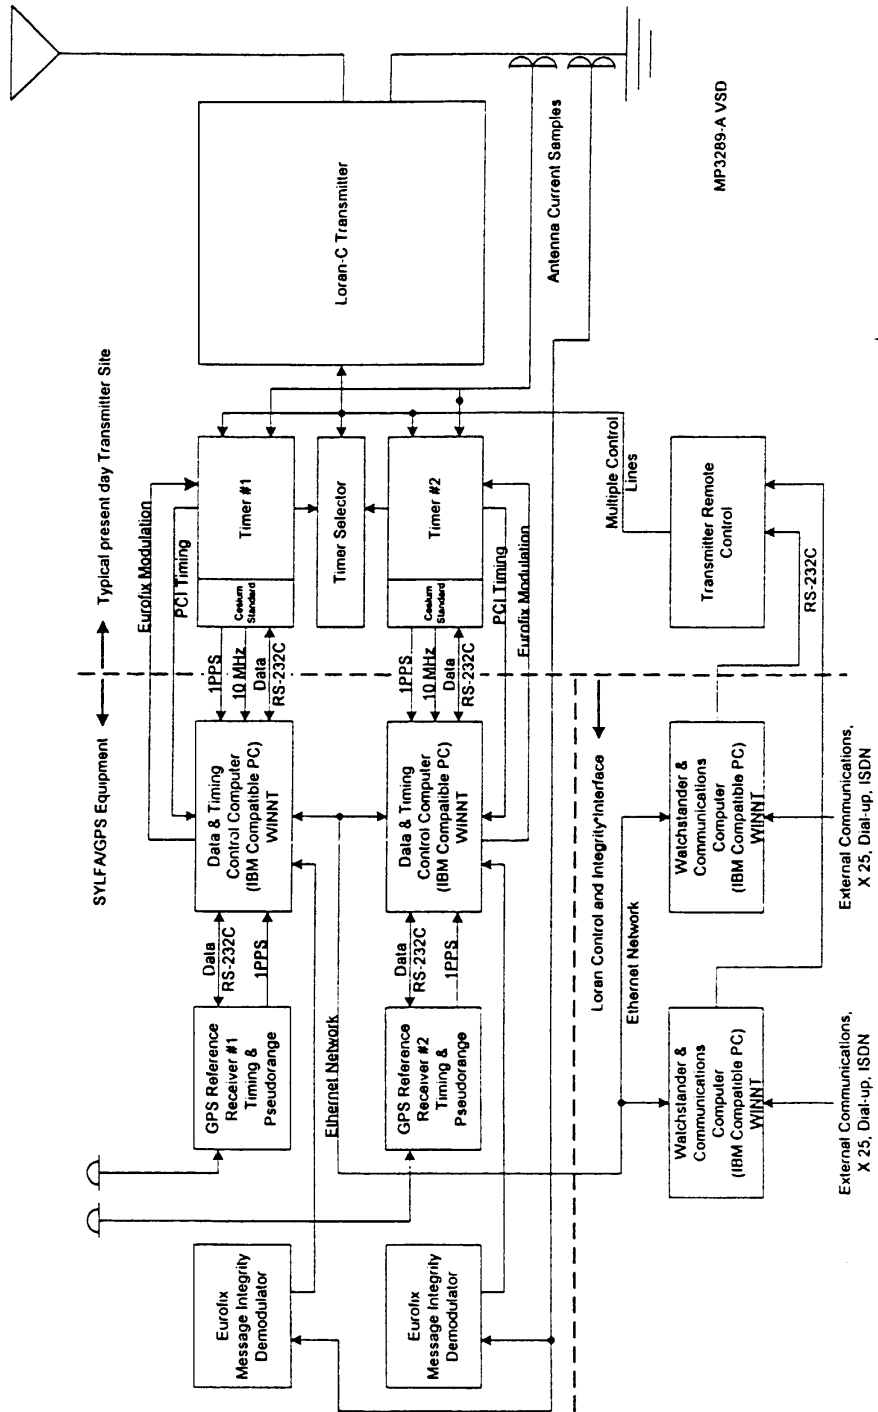 SYLFA/GPS Equipment
Typical present day Transmitter Site
Eurofix Modulation
PCI Timing
Eurofix
Message Integrity
Demodulator
GPS Reference
Receiver #1
Timing &
Pseudorange
Data
RS-232C
1PPS
Data & Timing
Control Computer
(IBM Compatible PC)
WINNT
1PPS
10 MHz
Data
RS-232C
Cesium
Standard
Timer #1
Loran-C Transmitter
Timer Selector
Ethernet Network
Eurofix
Message Integrity
Demodulator
GPS Reference
Receiver #2
Timing &
Pseudorange
Data
RS-232C
1PPS
Data & Timing
Control Computer
(IBM Compatible PC)
WINNT
1PPS
10 MHz
Data
RS-232C
Cesium
Standard
Timer #2
PCI Timing
Eurofix Modulation
Antenna Current Samples
Loran Control and Integrity Interface
Multiple Control
Lines
Ethernet Network
Watchstander &
Communications
Computer
(IBM Compatible PC)
WINNT
Watchstander &
Communications
Computer
(IBM Compatible PC)
WINNT
Transmitter Remote
Control
RS-232C
MP3289-A VSD
External Communications,
X 25, Dial-up, ISDN
External Communications,
X 25, Dial-up, ISDN